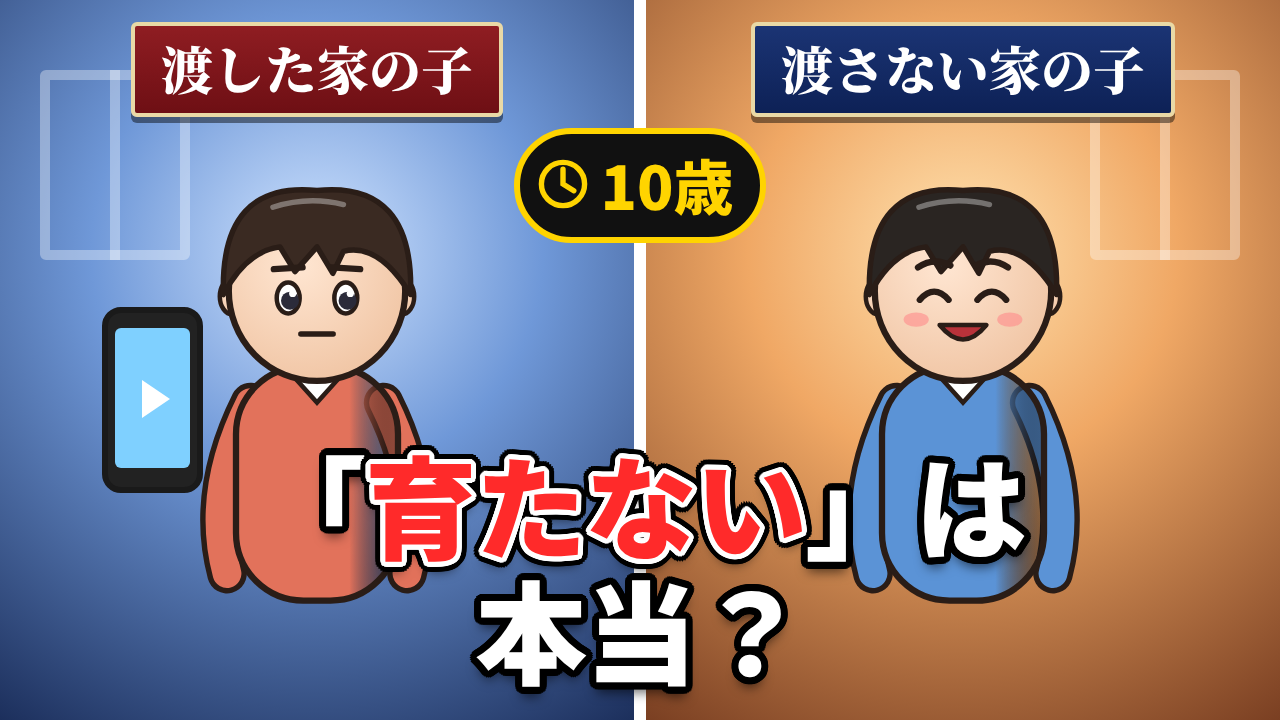 渡した家の子
渡さない家の子
10歳
「育たない」は
本当？